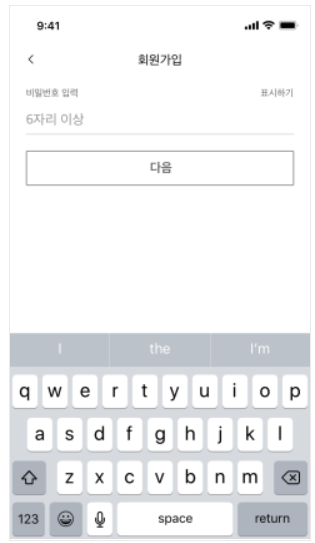 9:41
회원가입
비밀번호 입력 표시하기
6자리 이상
다음
I the I'm
q w e r t y u i o p
a s d f g h j k l
z x c v b n m
123 space return